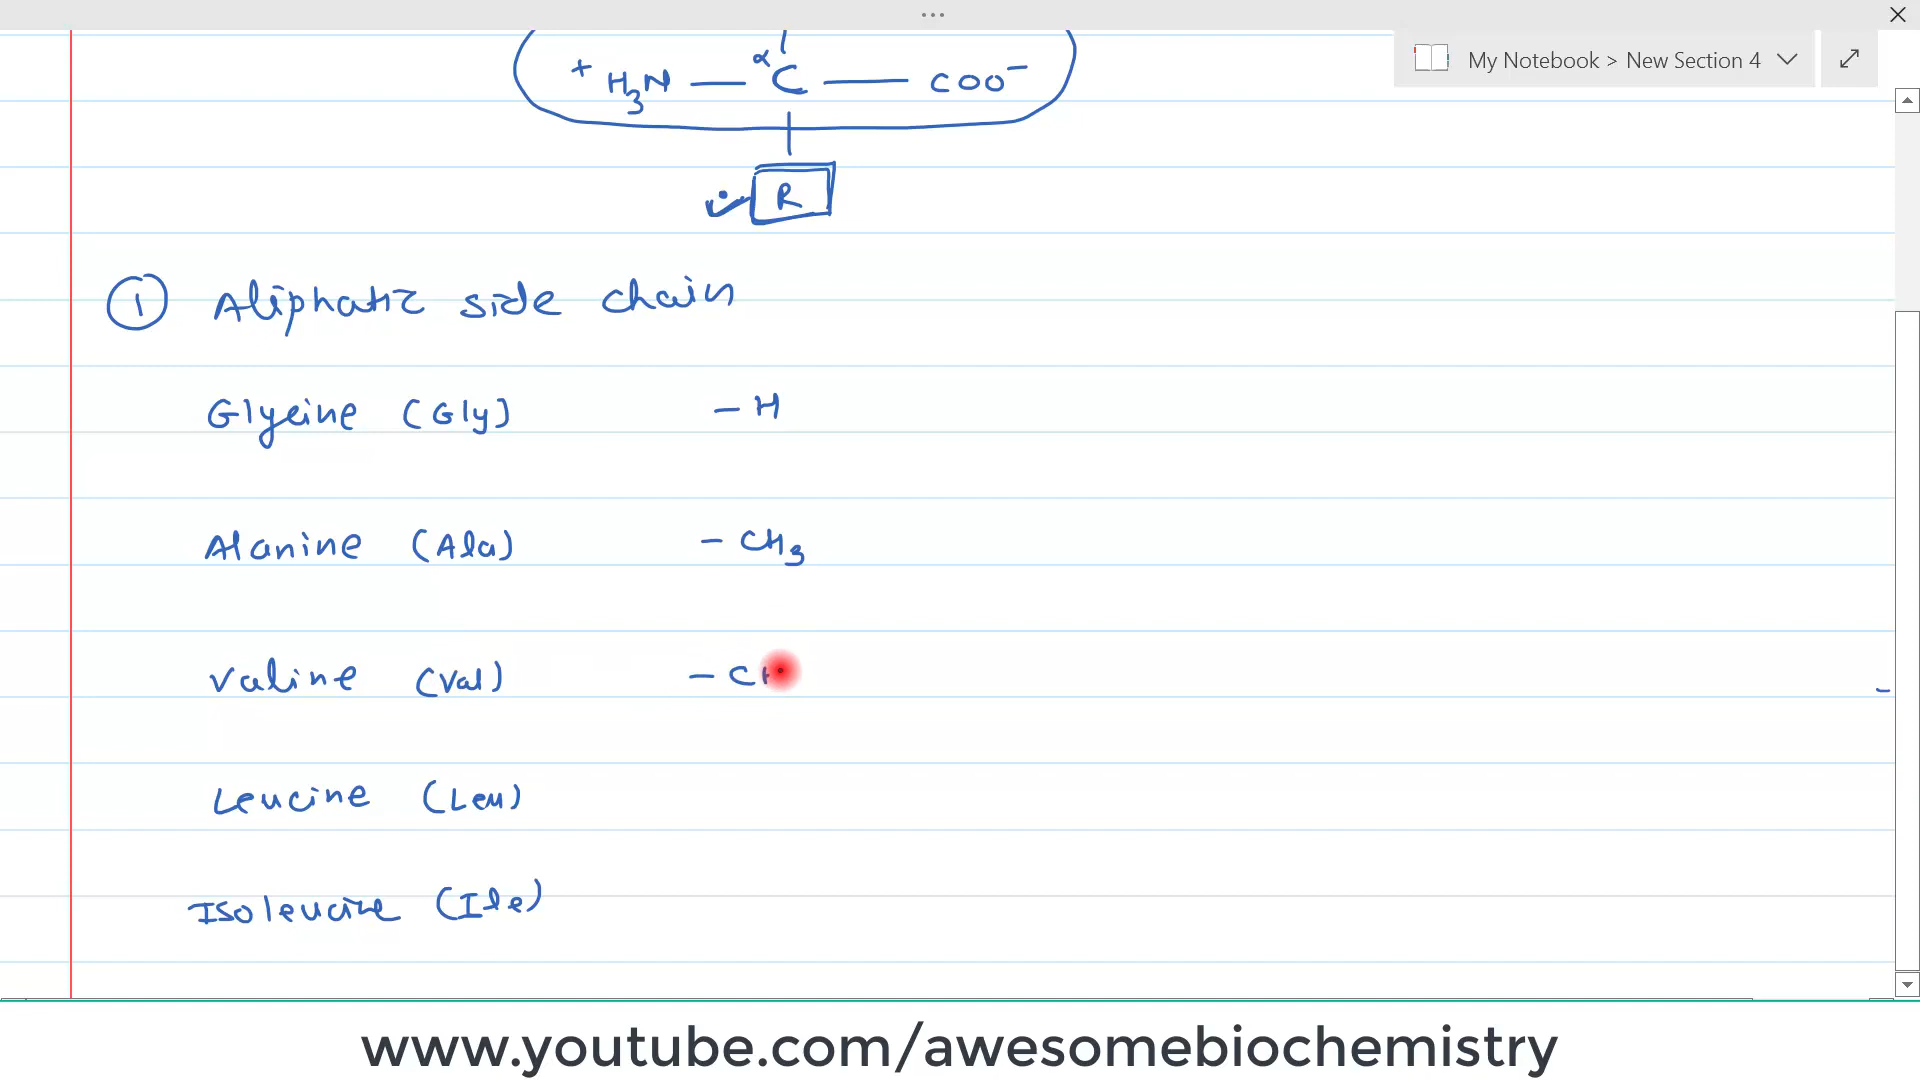 My Notebook > New Section 4
+ H3N — αC — COO−
R
① Aliphatic side chain
Glycine (Gly) – H
Alanine (Ala) – CH3
Valine (Val) – CH
Leucine (Leu)
Isoleucine (Ile)
www.youtube.com/awesomebiochemistry